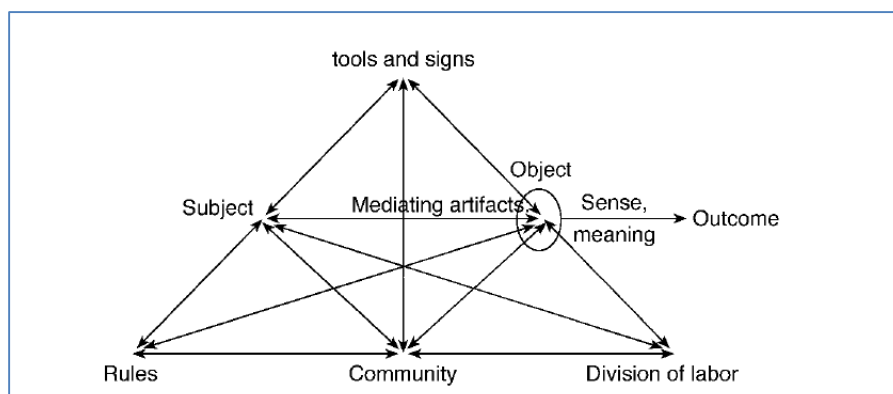 tools and signs
Object
Subject
Mediating artifacts,
Sense,
meaning
Outcome
Rules
Community
Division of labor